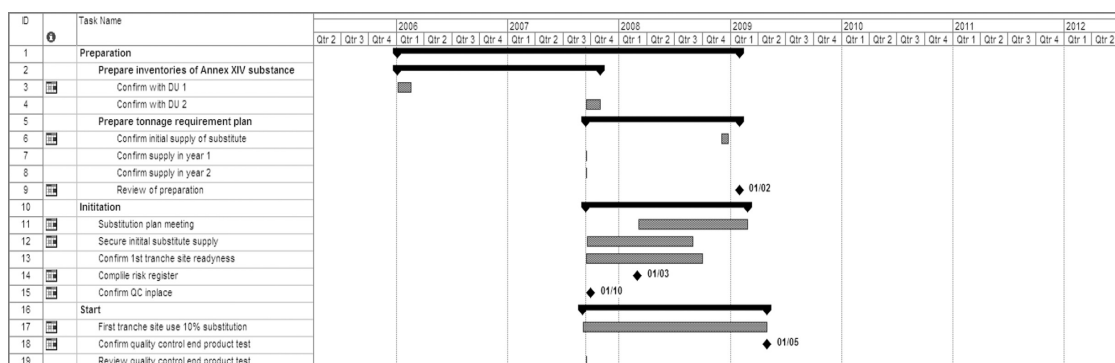 ID Task Name 2006 2007 2008 2009 2010 2011 2012
Qtr 2 Qtr 3 Qtr 4 Qtr 1 Qtr 2 Qtr 3 Qtr 4 Qtr 1 Qtr 2 Qtr 3 Qtr 4 Qtr 1 Qtr 2 Qtr 3 Qtr 4 Qtr 1 Qtr 2 Qtr 3 Qtr 4 Qtr 1 Qtr 2 Qtr 3 Qtr 4 Qtr 1 Qtr 2 Qtr 3 Qtr 4 Qtr 1 Qtr 2
1 Preparation
2 Prepare inventories of Annex XIV substance
3 Confirm with DU 1
4 Confirm with DU 2
5 Prepare tonnage requirement plan
6 Confirm initial supply of substitute
7 Confirm supply in year 1
8 Confirm supply in year 2
9 Review of preparation 01/02
10 Inititation
11 Substitution plan meeting
12 Secure initital substitute supply
13 Confirm 1st tranche site readyness
14 Complile risk register 01/03
15 Confirm QC inplace 01/10
16 Start
17 First tranche site use 10% substitution
18 Confirm quality control end product test 01/05
19 Review quality control end product test